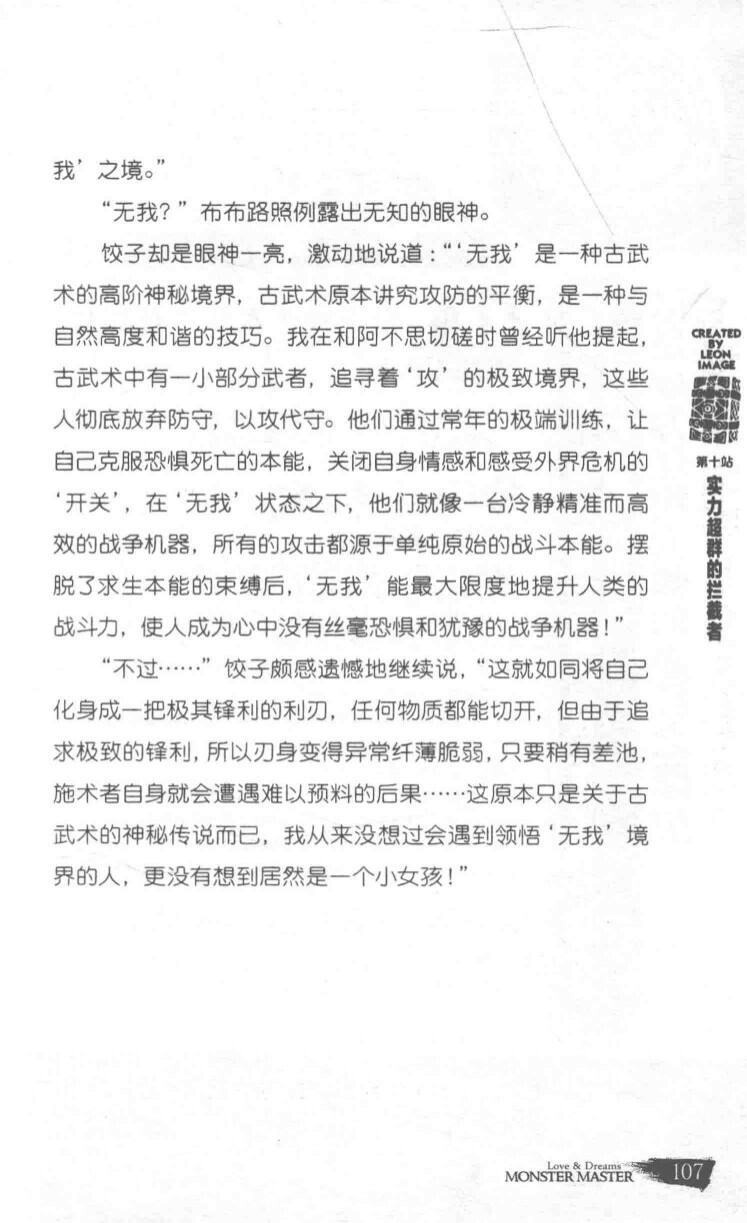 我’之境。”
“无我？”布布路照例露出无知的眼神。
饺子却是眼神一亮，激动地说道：“‘无我’是一种古武
术的高阶神秘境界，古武术原本讲究攻防的平衡，是一种与
自然高度和谐的技巧。我在和阿不思切磋时曾经听他提起，
古武术中有一小部分武者，追寻着‘攻’的极致境界，这些
人彻底放弃防守，以攻代守。他们通过常年的极端训练，让
自己克服恐惧死亡的本能，关闭自身情感和感受外界危机的
‘开关’，在‘无我’状态之下，他们就像一台冷静精准而高
效的战争机器，所有的攻击都源于单纯原始的战斗本能。摆
脱了求生本能的束缚后，‘无我’能最大限度地提升人类的
战斗力，使人成为心中没有丝毫恐惧和犹豫的战争机器！”
“不过……”饺子颇感遗憾地继续说，“这就如同将自己
化身成一把极其锋利的利刃，任何物质都能切开，但由于追
求极致的锋利，所以刃身变得异常纤薄脆弱，只要稍有差池，
施术者自身就会遭遇难以预料的后果……这原本只是关于古
武术的神秘传说而已，我从来没想过会遇到领悟‘无我’境
界的人，更没有想到居然是一个小女孩！”
CREATED
BY
LEON
IMAGE
第十站
实力超群的拦截者
Love & Dreams
MONSTER MASTER
107